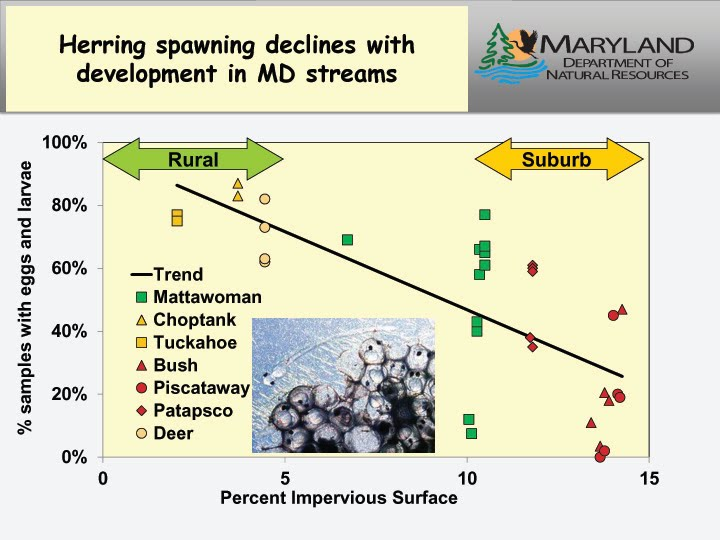 Herring spawning declines with
development in MD streams
MARYLAND
DEPARTMENT OF
NATURAL RESOURCES
% samples with eggs and larvae
100%
80%
60%
40%
20%
0%
Rural
Suburb
Trend
Mattawoman
Choptank
Tuckahoe
Bush
Piscataway
Patapsco
Deer
0
5
10
15
Percent Impervious Surface